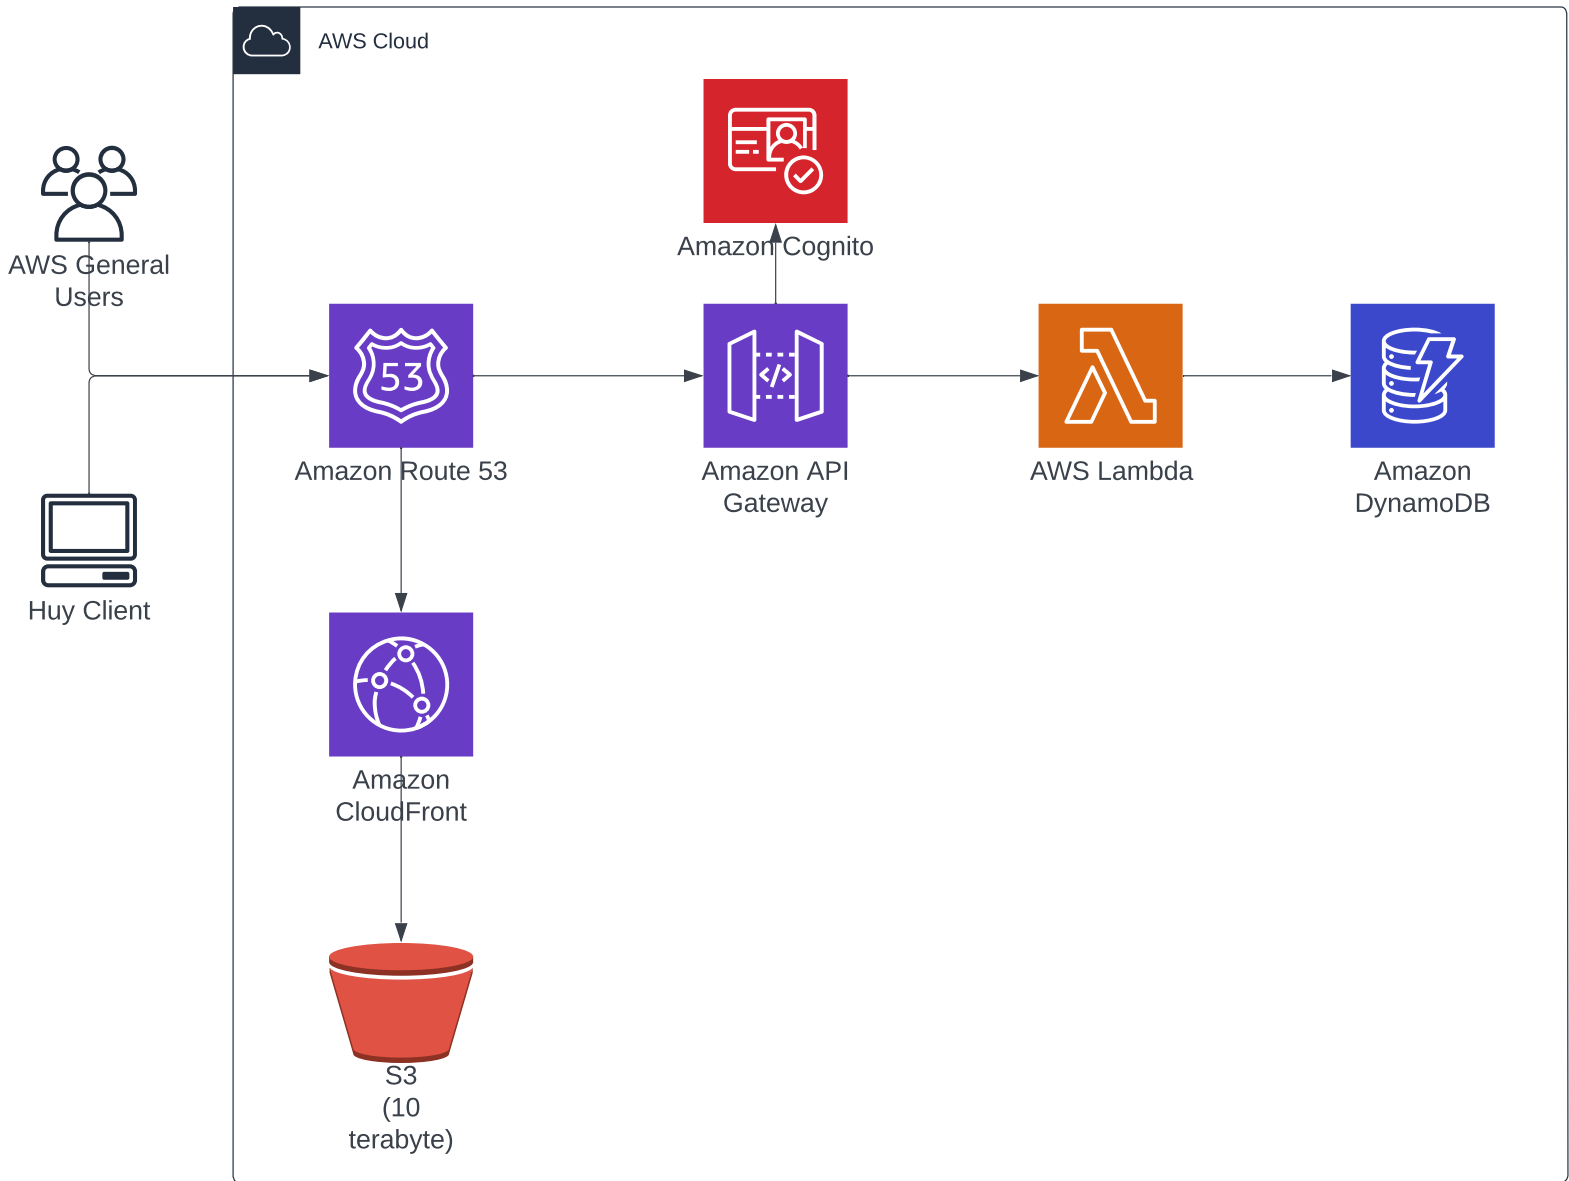 AWS Cloud
Amazon Cognito
AWS General
Users
53
Amazon Route 53
Amazon API
Gateway
AWS Lambda
Amazon
DynamoDB
Huy Client
Amazon
CloudFront
S3
(10
terabyte)